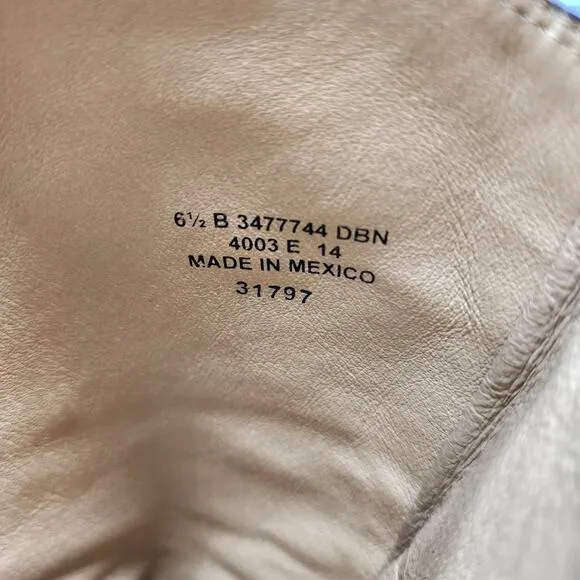 6½ B 3477744 DBN
4003 E 14
MADE IN MEXICO
31797